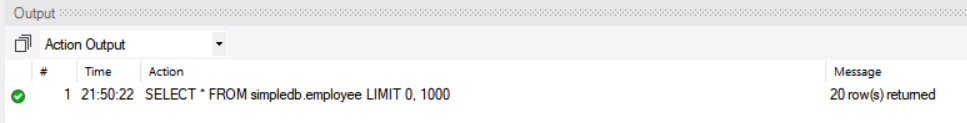 Output
Action Output
# Time Action Message
1 21:50:22 SELECT * FROM simpledb.employee LIMIT 0, 1000 20 row(s) returned